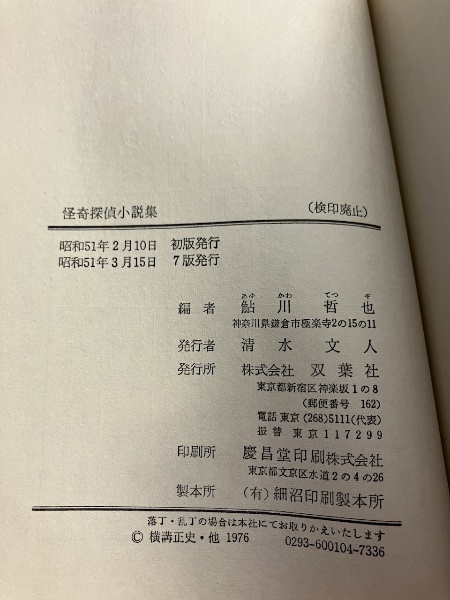 怪奇探偵小説集 (検印廃止)
昭和51年2月10日 初版発行
昭和51年3月15日 7版発行
あゆ かわ てつ や
編者 鮎川哲也
神奈川県鎌倉市極楽寺2の15の11
発行者 清水文人
発行所 株式会社 双葉社
東京都新宿区神楽坂1の8
(郵便番号 162)
電話 東京 (268)5111(代表)
振替 東京 117299
印刷所 慶昌堂印刷株式会社
東京都文京区水道2の4の26
製本所 (有)細沼印刷製本所
落丁・乱丁の場合は本社にてお取りかえいたします
© 横溝正史・他 1976 0293-600104-7336